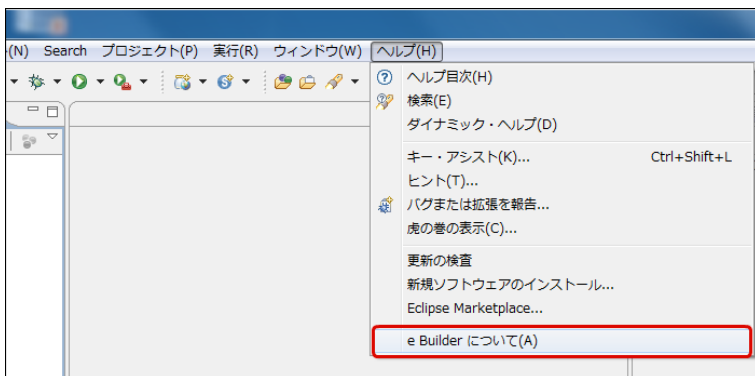 (N) Search プロジェクト(P) 実行(R) ウィンドウ(W) ヘルプ(H)
ヘルプ目次(H)
検索(E)
ダイナミック・ヘルプ(D)
キー・アシスト(K)... Ctrl+Shift+L
ヒント(T)...
バグまたは拡張を報告...
虎の巻の表示(C)...
更新の検査
新規ソフトウェアのインストール...
Eclipse Marketplace...
e Builder について(A)